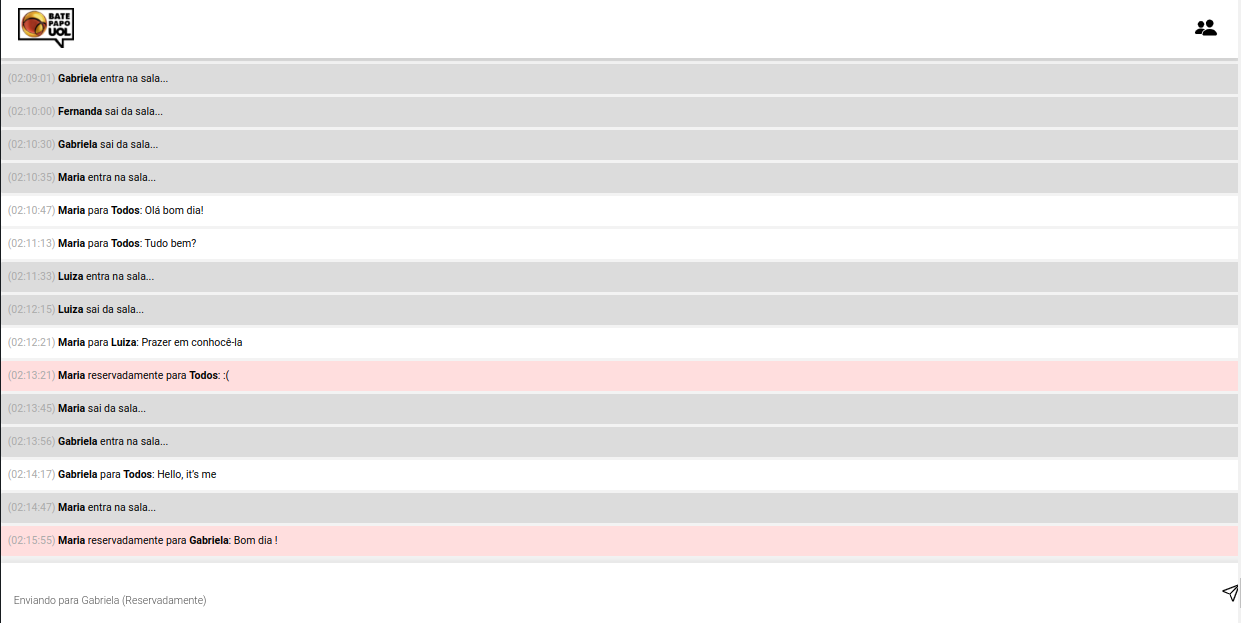 BATE
PAPO
UOL
(02:09:01) Gabriela entra na sala...
(02:10:00) Fernanda sai da sala...
(02:10:30) Gabriela sai da sala...
(02:10:35) Maria entra na sala...
(02:10:47) Maria para Todos: Olá bom dia!
(02:11:13) Maria para Todos: Tudo bem?
(02:11:33) Luiza entra na sala...
(02:12:15) Luiza sai da sala...
(02:12:21) Maria para Luiza: Prazer em conhocê-la
(02:13:21) Maria reservadamente para Todos: :(
(02:13:45) Maria sai da sala...
(02:13:56) Gabriela entra na sala...
(02:14:17) Gabriela para Todos: Hello, it's me
(02:14:47) Maria entra na sala...
(02:15:55) Maria reservadamente para Gabriela: Bom dia !
Enviando para Gabriela (Reservadamente)